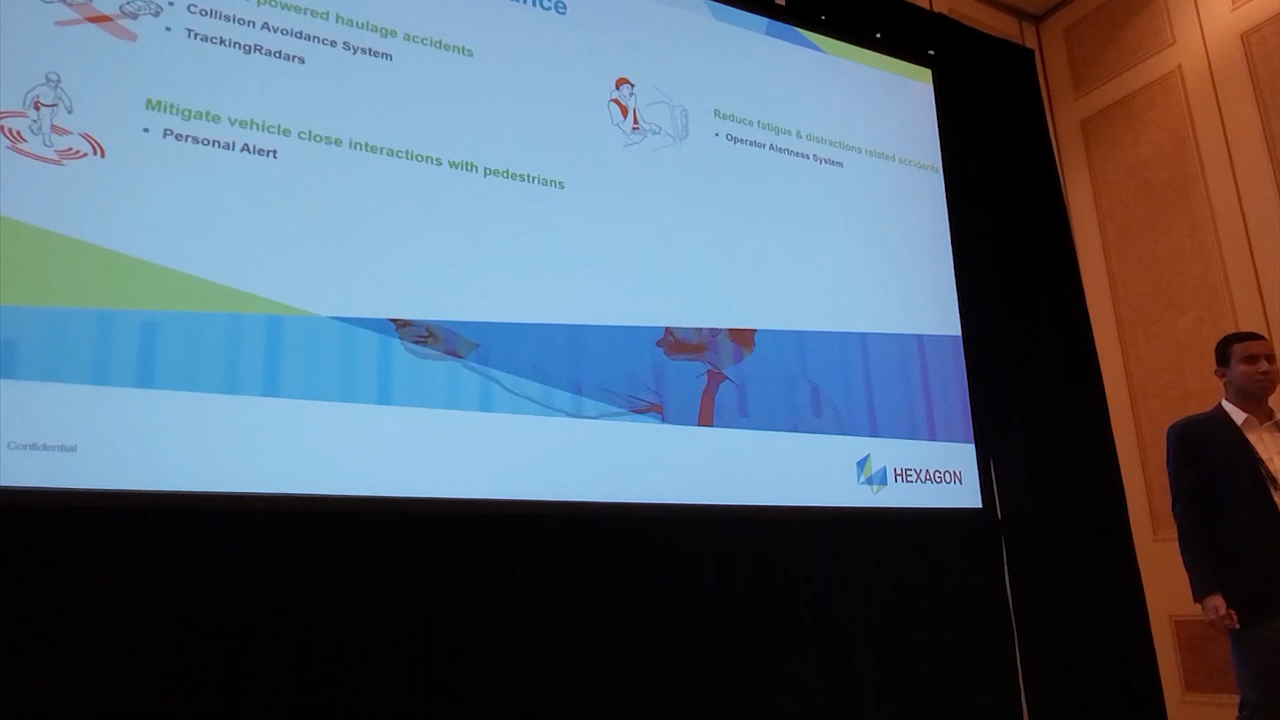 powered haulage accidents
Collision Avoidance System
TrackingRadars
Mitigate vehicle close interactions with pedestrians
Personal Alert
Reduce fatigue & distractions related accidents
Operator Alertness System
Confidential
HEXAGON